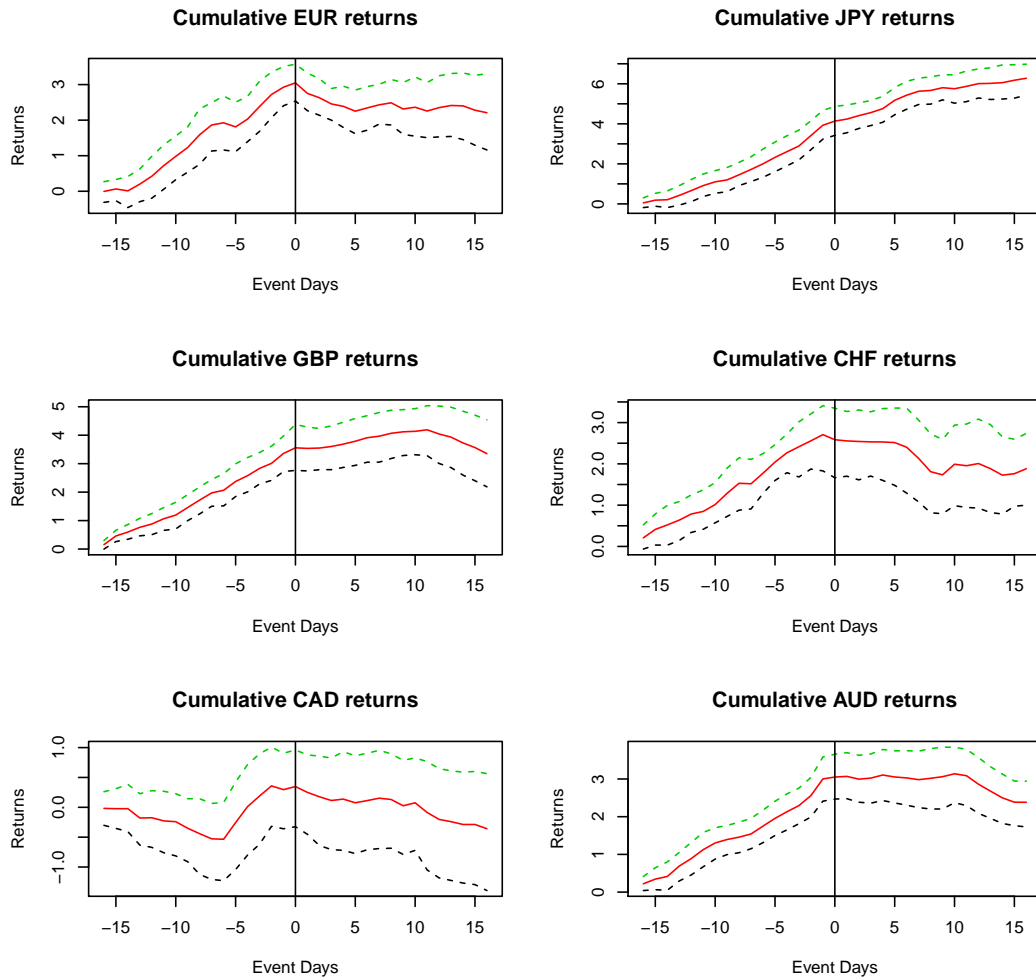 Cumulative EUR returns
Returns
0 1 2 3
−15 −10 −5 0 5 10 15
Event Days
Cumulative JPY returns
Returns
0 2 4 6
−15 −10 −5 0 5 10 15
Event Days
Cumulative GBP returns
Returns
0 1 2 3 4 5
−15 −10 −5 0 5 10 15
Event Days
Cumulative CHF returns
Returns
0.0 1.0 2.0 3.0
−15 −10 −5 0 5 10 15
Event Days
Cumulative CAD returns
Returns
−1.0 0.0 1.0
−15 −10 −5 0 5 10 15
Event Days
Cumulative AUD returns
Returns
0 1 2 3
−15 −10 −5 0 5 10 15
Event Days